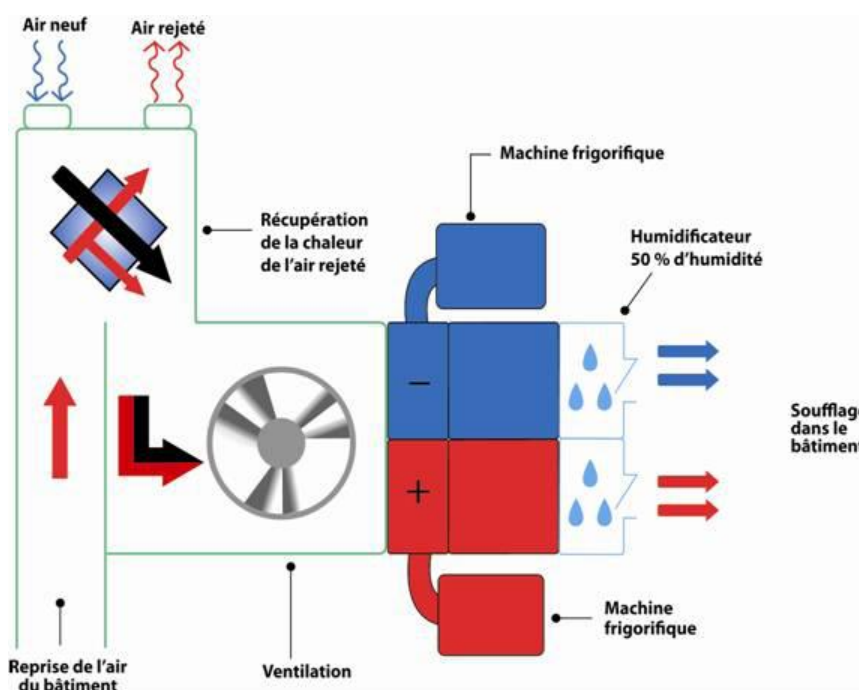 Air neuf
Air rejeté
Machine frigorifique
Récupération
de la chaleur
de l’air rejeté
Humidificateur
50 % d’humidité
−
+
Soufflage
dans le
bâtiment
Machine
frigorifique
Reprise de l’air
du bâtiment
Ventilation